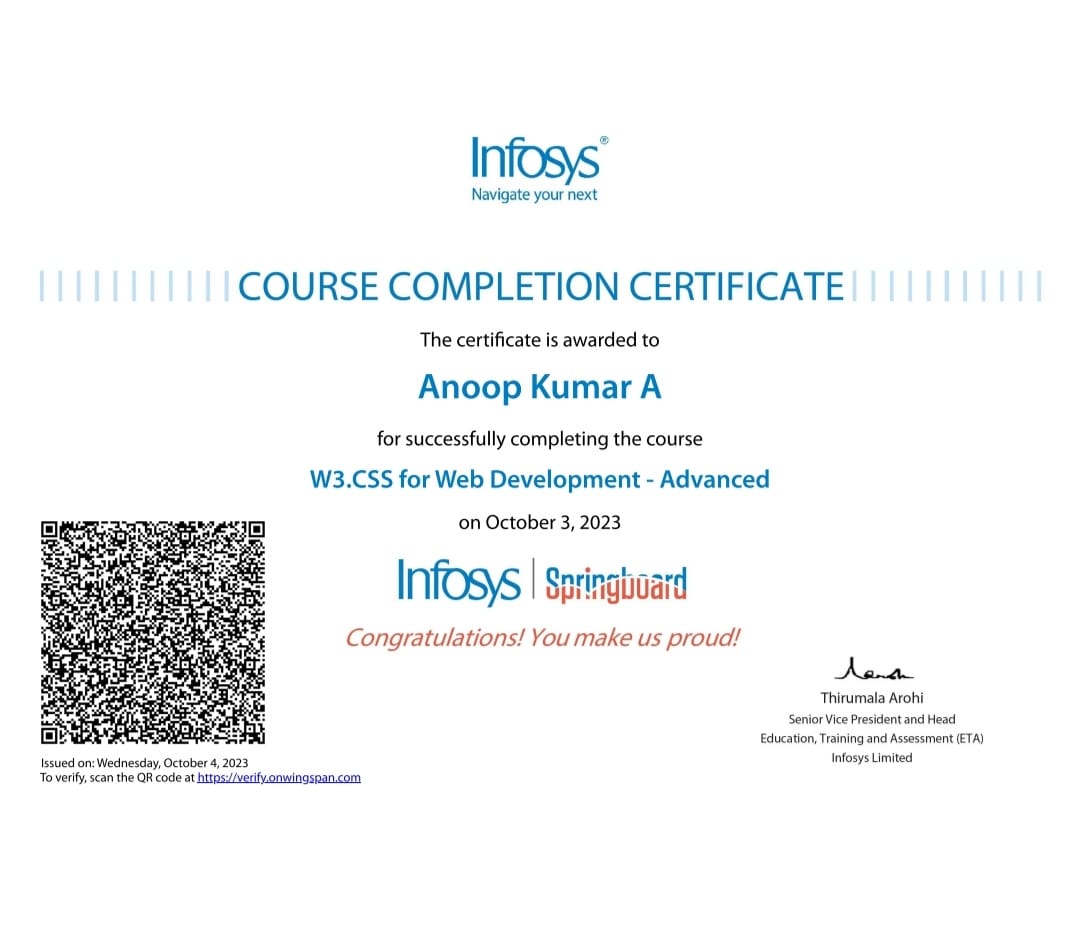 Infosys®
Navigate your next
COURSE COMPLETION CERTIFICATE
The certificate is awarded to
Anoop Kumar A
for successfully completing the course
W3.CSS for Web Development - Advanced
on October 3, 2023
Infosys | Springboard
Congratulations! You make us proud!
Thirumala Arohi
Senior Vice President and Head
Education, Training and Assessment (ETA)
Infosys Limited
Issued on: Wednesday, October 4, 2023
To verify, scan the QR code at https://verify.onwingspan.com